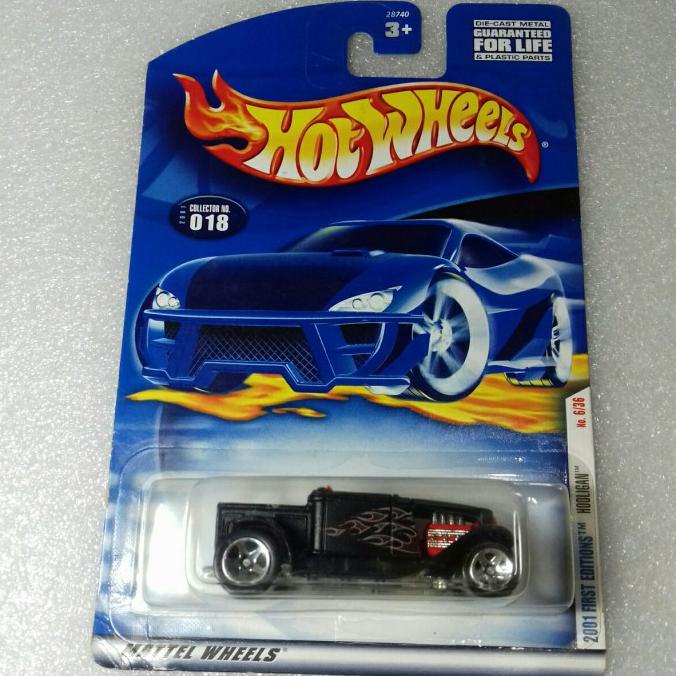 28740
3+
DIE-CAST METAL
GUARANTEED
FOR LIFE
& PLASTIC PARTS
HOT WHEELS®
2001
COLLECTOR NO.
018
No. 6/36
2001 FIRST EDITIONS™ HOOLIGAN™
MATTEL WHEELS®